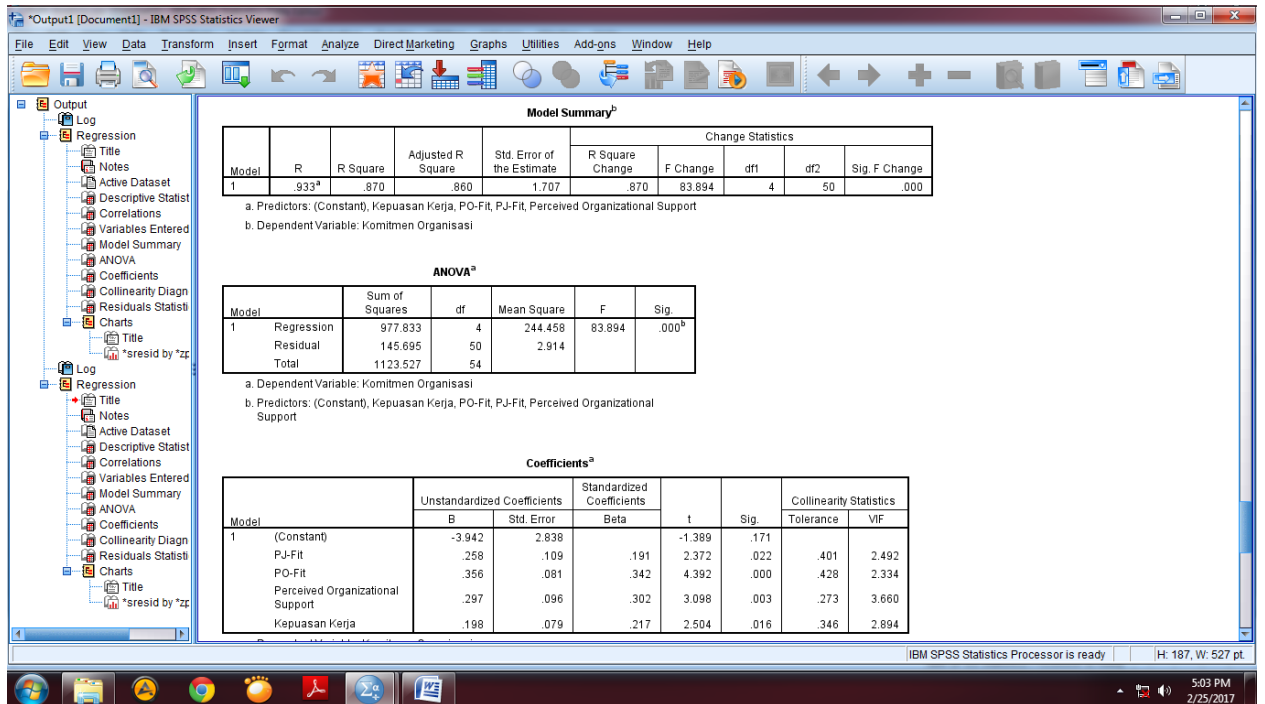 *Output1 [Document1] - IBM SPSS Statistics Viewer
File Edit View Data Transform Insert Format Analyze Direct Marketing Graphs Utilities Add-ons Window Help
Output
Log
Regression
Title
Notes
Active Dataset
Descriptive Statist
Correlations
Variables Entered
Model Summary
ANOVA
Coefficients
Collinearity Diagn
Residuals Statisti
Charts
Title
*sresid by *zp
Log
Regression
Title
Notes
Active Dataset
Descriptive Statist
Correlations
Variables Entered
Model Summary
ANOVA
Coefficients
Collinearity Diagn
Residuals Statisti
Charts
Title
*sresid by *zp
Model Summaryb
Change Statistics
Model R R Square Adjusted R Square Std. Error of the Estimate R Square Change F Change df1 df2 Sig. F Change
1 .933a .870 .860 1.707 .870 83.894 4 50 .000
a. Predictors: (Constant), Kepuasan Kerja, PO-Fit, PJ-Fit, Perceived Organizational Support
b. Dependent Variable: Komitmen Organisasi
ANOVAa
Model Sum of Squares df Mean Square F Sig.
1 Regression 977.833 4 244.458 83.894 .000b
Residual 145.695 50 2.914
Total 1123.527 54
a. Dependent Variable: Komitmen Organisasi
b. Predictors: (Constant), Kepuasan Kerja, PO-Fit, PJ-Fit, Perceived Organizational
Support
Coefficientsa
Unstandardized Coefficients Standardized Coefficients Collinearity Statistics
Model B Std. Error Beta t Sig. Tolerance VIF
1 (Constant) -3.942 2.838 -1.389 .171
PJ-Fit .258 .109 .191 2.372 .022 .401 2.492
PO-Fit .356 .081 .342 4.392 .000 .428 2.334
Perceived Organizational Support .297 .096 .302 3.098 .003 .273 3.660
Kepuasan Kerja .198 .079 .217 2.504 .016 .346 2.894
IBM SPSS Statistics Processor is ready H: 187, W: 527 pt.
5:03 PM
2/25/2017